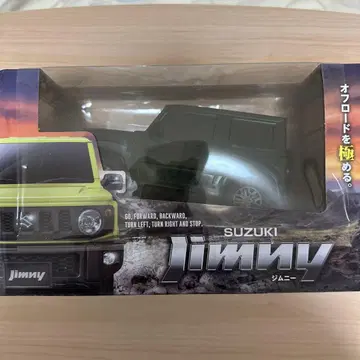 オフロードを極める。
GO, FORWARD, BACKWARD,
TURN LEFT, TURN RIGHT AND STOP.
SUZUKI
Jimny
ジムニー
Jimny